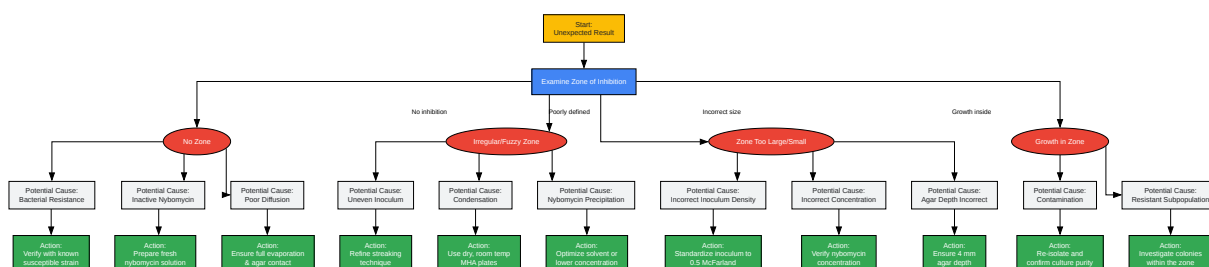 Start:
Unexpected Result
Examine Zone of Inhibition
No inhibition
Poorly defined
Incorrect size
Growth inside
No Zone
Irregular/Fuzzy Zone
Zone Too Large/Small
Growth in Zone
Potential Cause:
Bacterial Resistance
Potential Cause:
Inactive Nybomycin
Potential Cause:
Poor Diffusion
Potential Cause:
Uneven Inoculum
Potential Cause:
Condensation
Potential Cause:
Nybomycin Precipitation
Potential Cause:
Incorrect Inoculum Density
Potential Cause:
Incorrect Concentration
Potential Cause:
Agar Depth Incorrect
Potential Cause:
Contamination
Potential Cause:
Resistant Subpopulation
Action:
Verify with known
susceptible strain
Action:
Prepare fresh
nybomycin solution
Action:
Ensure full evaporation
& agar contact
Action:
Refine streaking
technique
Action:
Use dry, room temp
MHA plates
Action:
Optimize solvent or
lower concentration
Action:
Standardize inoculum to
0.5 McFarland
Action:
Verify nybomycin
concentration
Action:
Ensure 4 mm
agar depth
Action:
Re-isolate and
confirm culture purity
Action:
Investigate colonies
within the zone